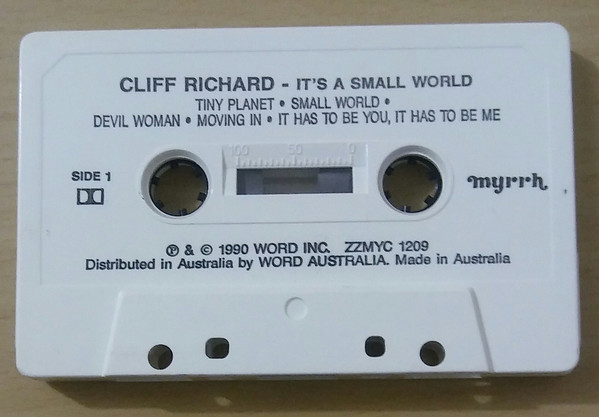 CLIFF RICHARD - IT'S A SMALL WORLD
TINY PLANET • SMALL WORLD •
DEVIL WOMAN • MOVING IN • IT HAS TO BE YOU, IT HAS TO BE ME
100 50 0
SIDE 1
myrrh
℗ & © 1990 WORD INC. ZZMYC 1209
Distributed in Australia by WORD AUSTRALIA. Made in Australia